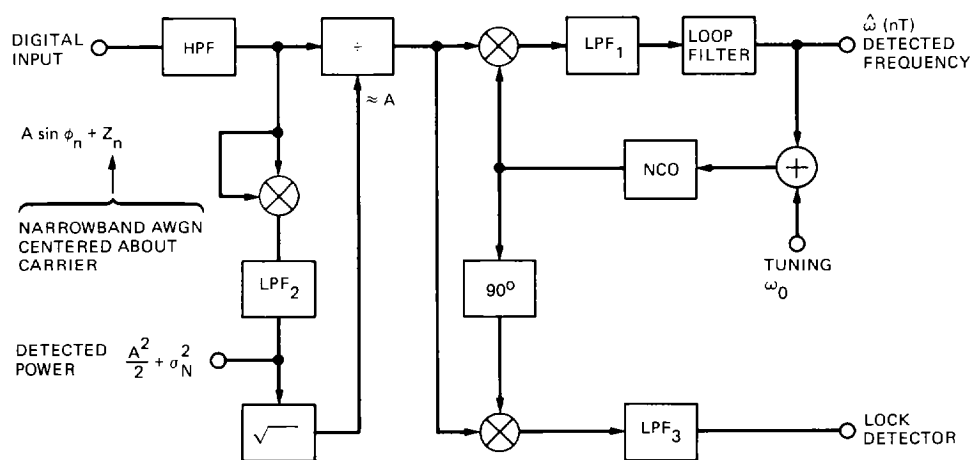 DIGITAL
INPUT
HPF
÷
≈ A
LPF₁
LOOP
FILTER
ω̂ (nT)
DETECTED
FREQUENCY
A sin ϕₙ + Zₙ
NARROWBAND AWGN
CENTERED ABOUT
CARRIER
NCO
+
TUNING
ω₀
LPF₂
90°
DETECTED
POWER
A²/2 + σ_N²
√
LPF₃
LOCK
DETECTOR